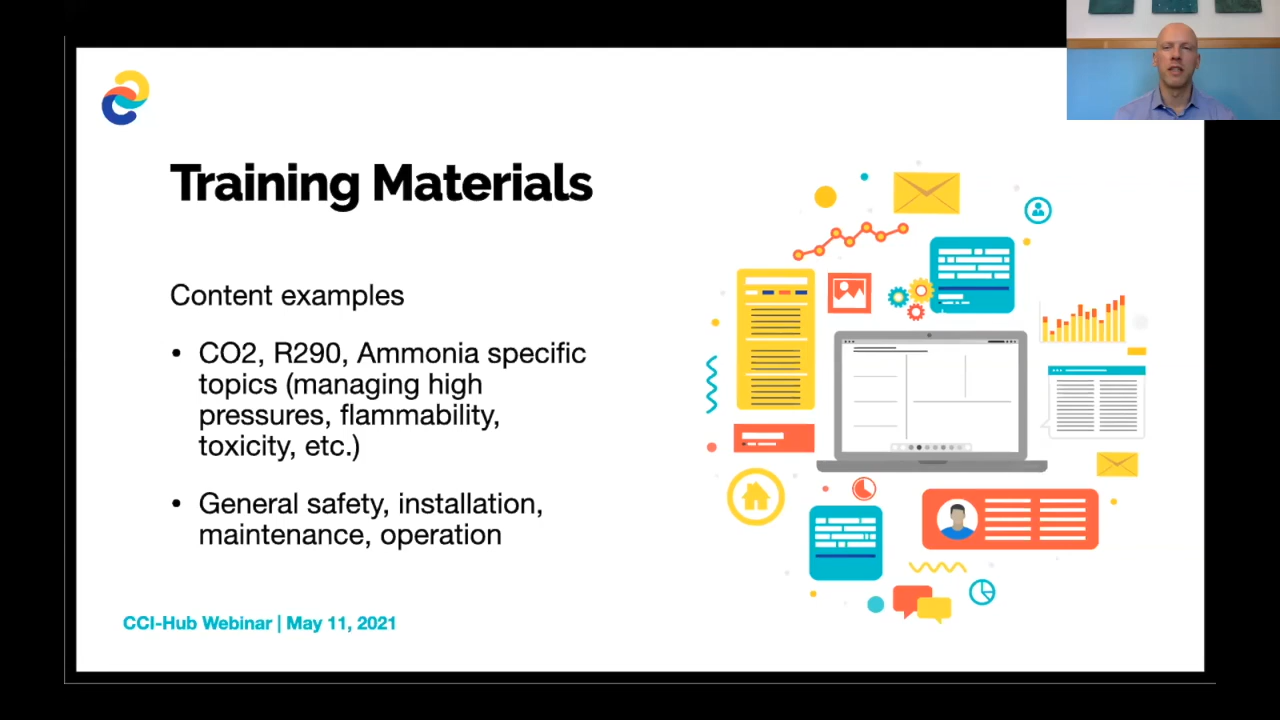 Training Materials
Content examples
• CO2, R290, Ammonia specific
topics (managing high
pressures, flammability,
toxicity, etc.)
• General safety, installation,
maintenance, operation
CCI-Hub Webinar | May 11, 2021